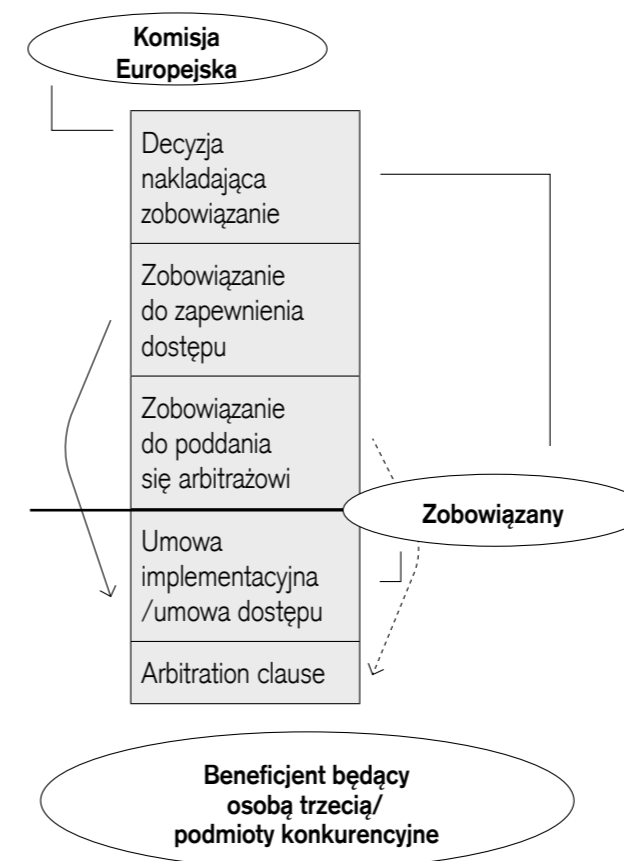 Komisja
Europejska
Decyzja
nakladająca
zobowiązanie
Zobowiązanie
do zapewnienia
dostępu
Zobowiązanie
do poddania
się arbitrażowi
Zobowiązany
Umowa
implementacyjna
/umowa dostępu
Arbitration clause
Beneficjent będący
osobą trzecią/
podmioty konkurencyjne